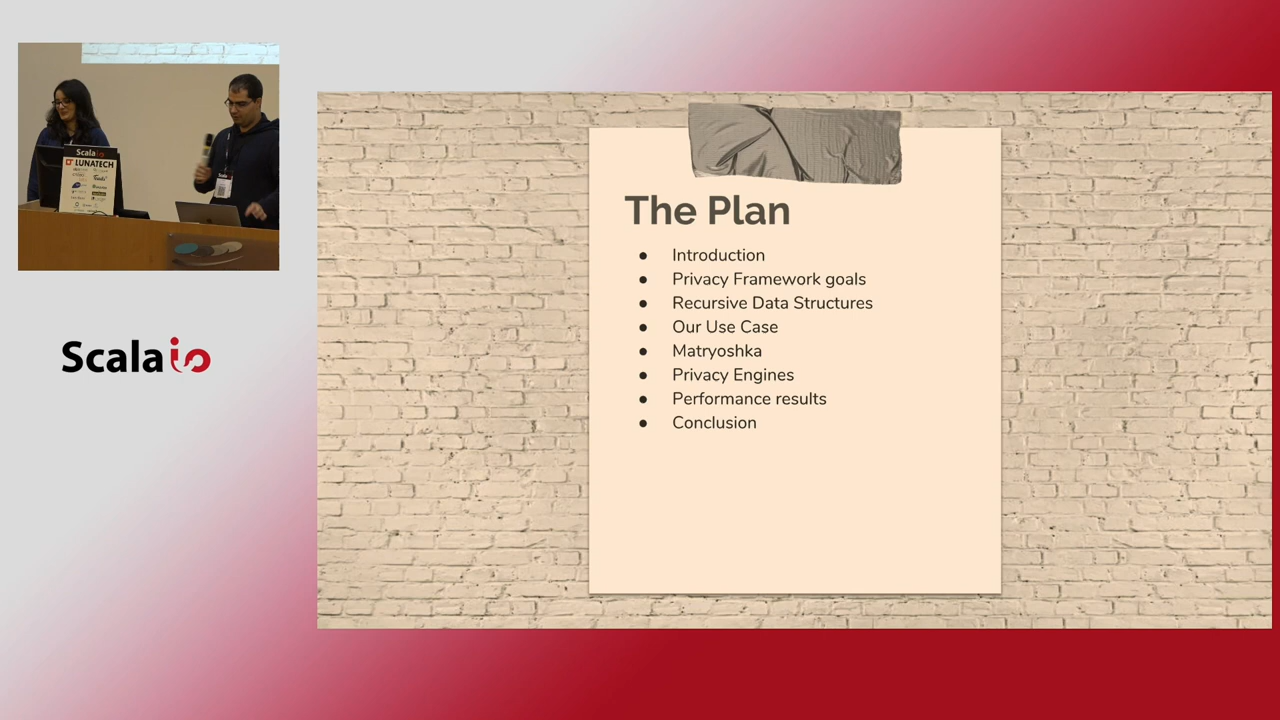 Scala
LUNATECH
Scala io
The Plan
● Introduction
● Privacy Framework goals
● Recursive Data Structures
● Our Use Case
● Matryoshka
● Privacy Engines
● Performance results
● Conclusion